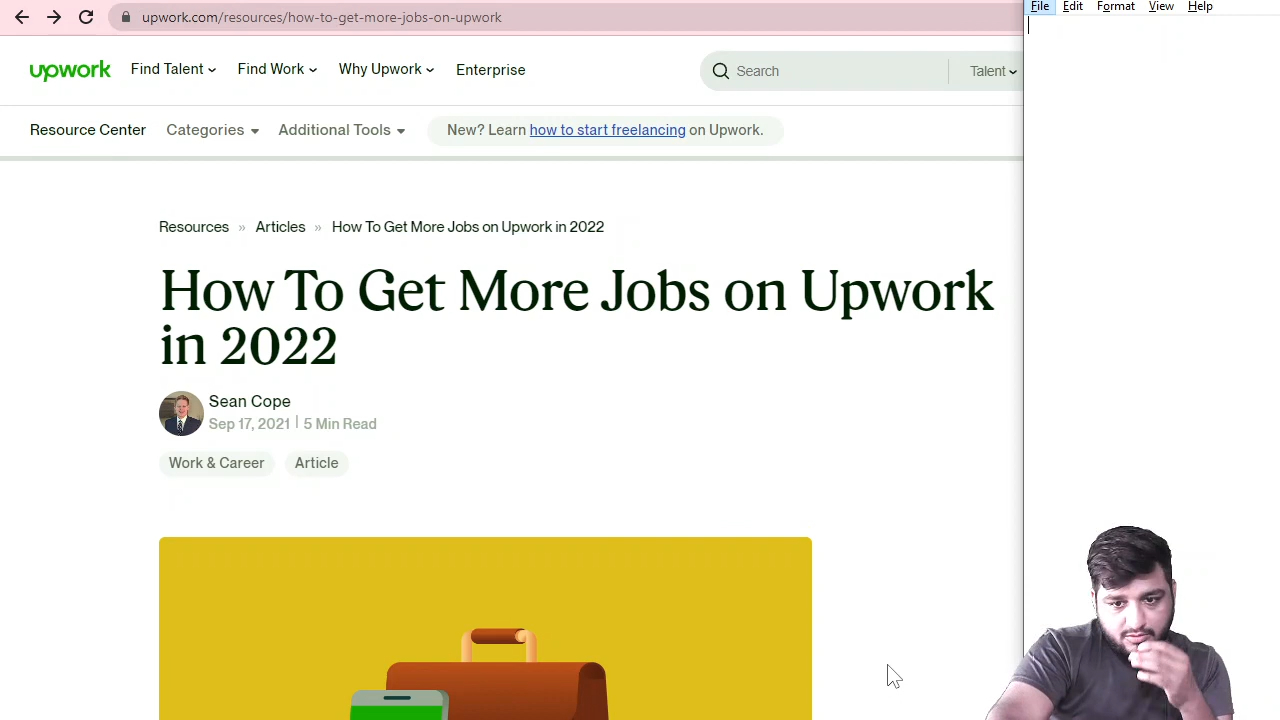 upwork.com/resources/how-to-get-more-jobs-on-upwork
File Edit Format View Help
upwork Find Talent Find Work Why Upwork Enterprise Search Talent
Resource Center Categories Additional Tools New? Learn how to start freelancing on Upwork.
Resources » Articles » How To Get More Jobs on Upwork in 2022
How To Get More Jobs on Upwork
in 2022
Sean Cope
Sep 17, 2021 | 5 Min Read
Work & Career Article